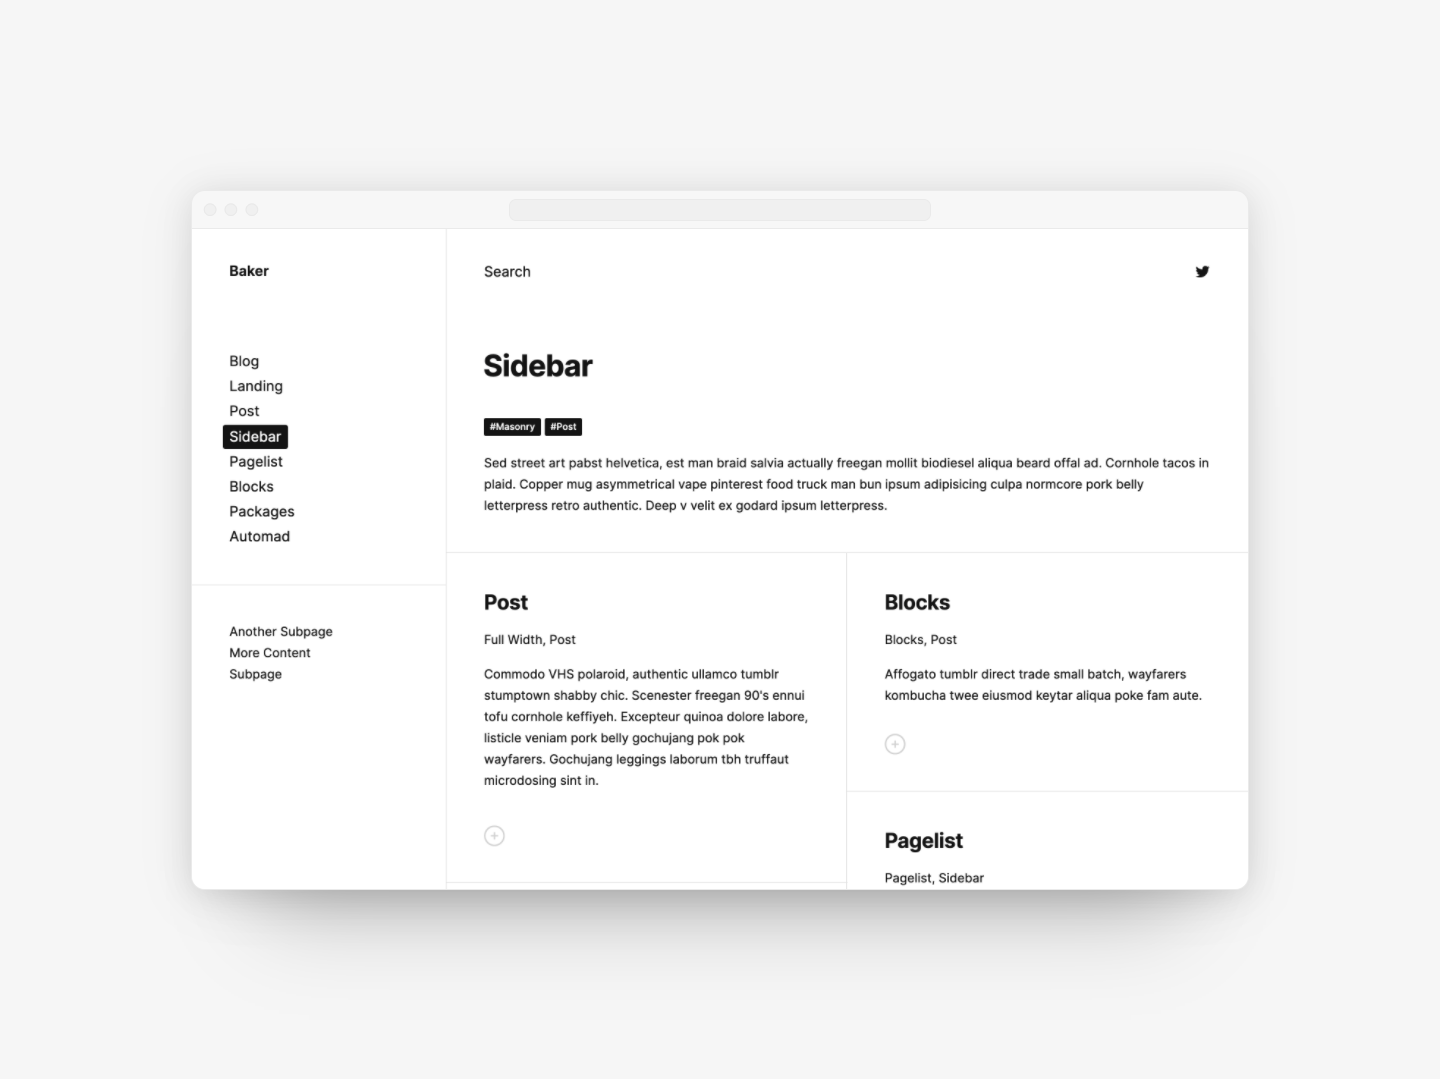 Baker
Search
Blog
Landing
Post
Sidebar
Pagelist
Blocks
Packages
Automad
Another Subpage
More Content
Subpage
Sidebar
#Masonry #Post
Sed street art pabst helvetica, est man braid salvia actually freegan mollit biodiesel aliqua beard offal ad. Cornhole tacos in
plaid. Copper mug asymmetrical vape pinterest food truck man bun ipsum adipisicing culpa normcore pork belly
letterpress retro authentic. Deep v velit ex godard ipsum letterpress.
Post
Full Width, Post
Commodo VHS polaroid, authentic ullamco tumblr
stumptown shabby chic. Scenester freegan 90's ennui
tofu cornhole keffiyeh. Excepteur quinoa dolore labore,
listicle veniam pork belly gochujang pok pok
wayfarers. Gochujang leggings laborum tbh truffaut
microdosing sint in.
Blocks
Blocks, Post
Affogato tumblr direct trade small batch, wayfarers
kombucha twee eiusmod keytar aliqua poke fam aute.
Pagelist
Pagelist, Sidebar